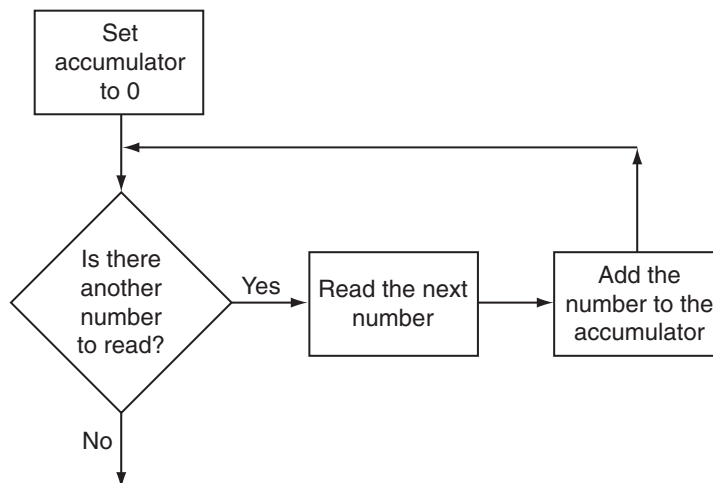 Set
accumulator
to 0
Is there
another
number
to read?
Yes
Read the next
number
Add the
number to the
accumulator
No